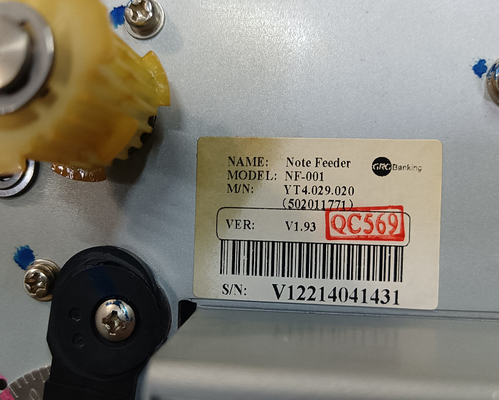 NAME: Note Feeder
GRG Banking
MODEL: NF-001
M/N: YT4.029.020
(502011771)
VER: V1.93
QC569
S/N: V12214041431